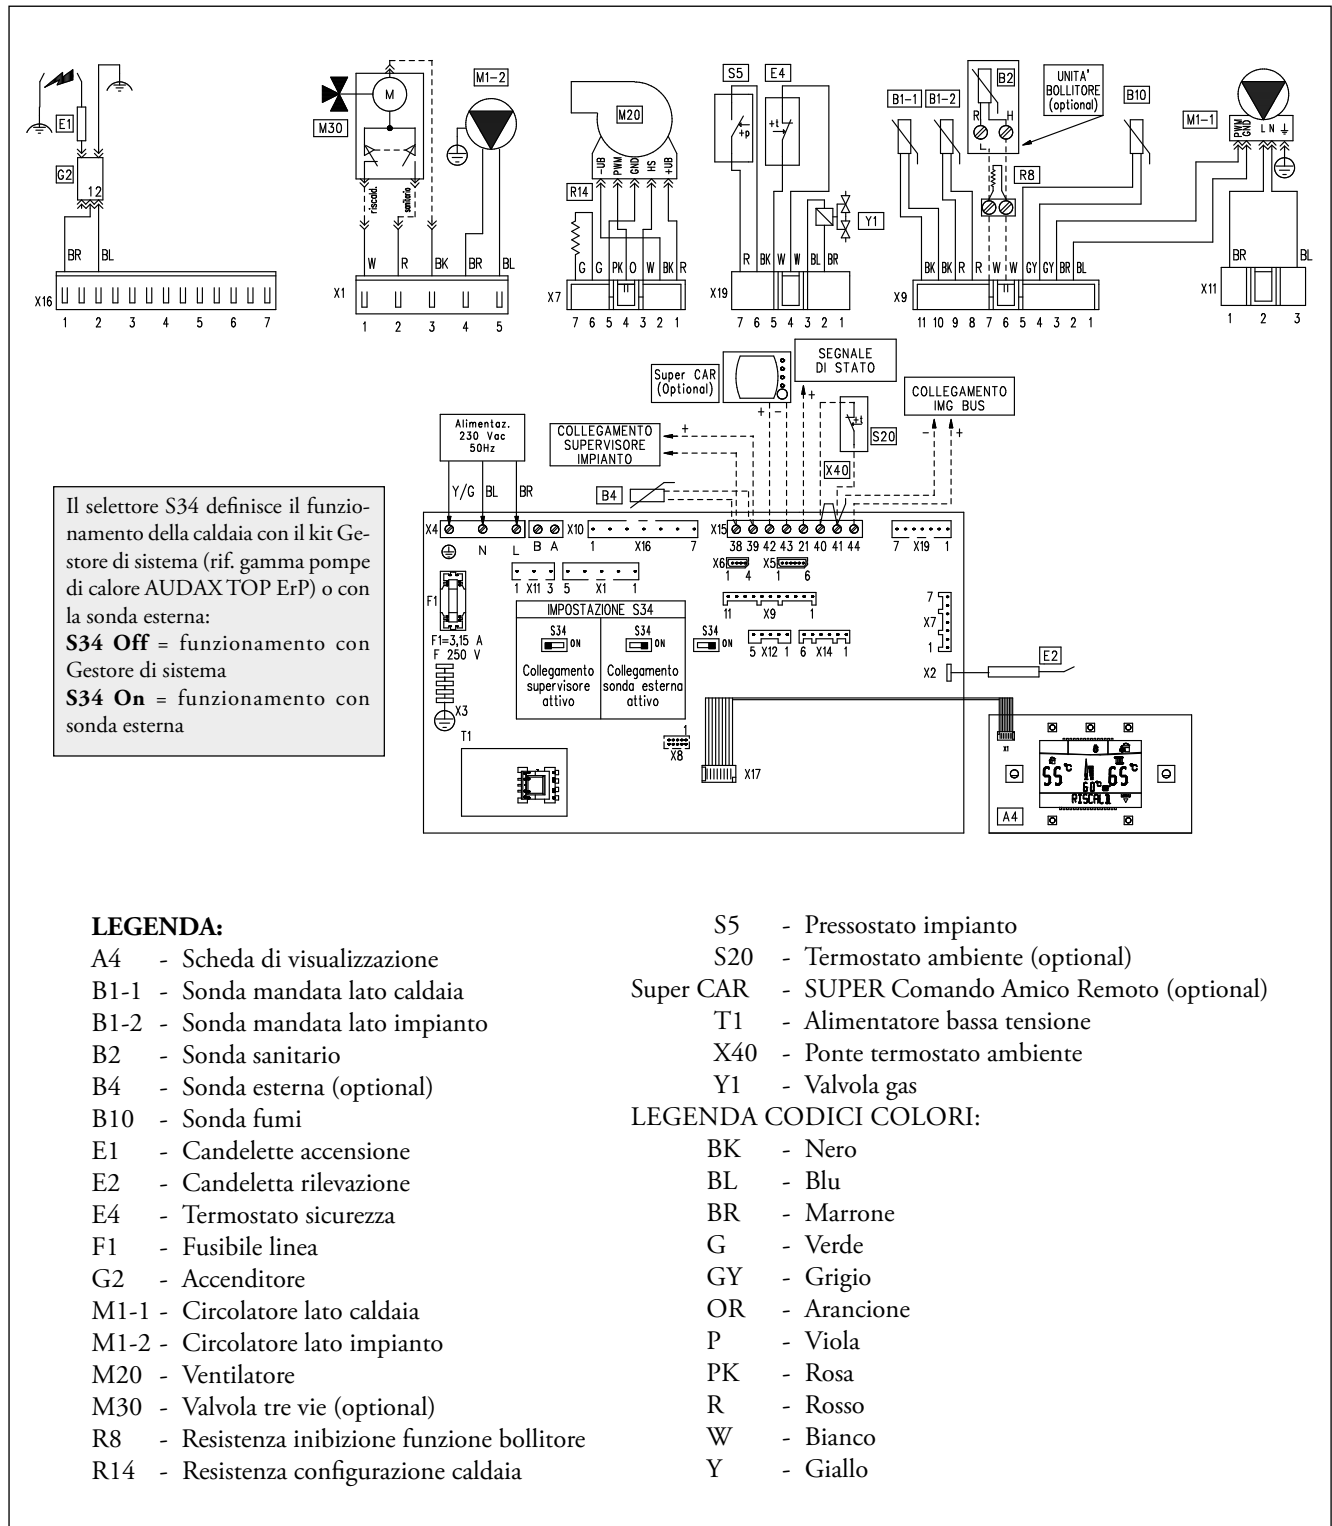 E1
G2
1 2
BR
BL
X16
1 2 3 4 5 6 7
M30
M
riscald.
sanitario
M1-2
W
R
BK
BR
BL
X1
1 2 3 4 5
M20
-UB
PWM
GND
HS
+UB
R14
G
G
PK
O
W
BK
R
X7
7 6 5 4 3 2 1
S5
E4
+p
+t
Y1
R
BK
W
W
BL
BR
X19
7 6 5 4 3 2 1
B1-1
B1-2
B2
R
H
UNITA'
BOLLITORE
(optional)
R8
B10
BK
BK
R
R
W
W
GY
GY
BR
BL
X9
11 10 9 8 7 6 5 4 3 2 1
M1-1
PWM
GND
L N
BR
BL
X11
1 2 3
Super CAR
(Optional)
SEGNALE
DI STATO
COLLEGAMENTO
IMG BUS
S20
+t
X40
+ -
+
- +
COLLEGAMENTO
SUPERVISORE
IMPIANTO
+
B4
Alimentaz.
230 Vac
50Hz
Y/G
BL
BR
X4
N
L
B A
X10
1 X16 7
X15
38 39 42 43 21 40 41 44
7 X19 1
X6
1 4
X5
1 6
1 X11 3
5 X1 1
11 X9 1
7
X7
1
F1
F1=3,15 A
F 250 V
X3
IMPOSTAZIONE S34
S34
ON
Collegamento
supervisore
attivo
S34
ON
Collegamento
sonda esterna
attivo
S34
ON
5 X12 1
6 X14 1
X2
E2
T1
1
X8
X17
X1
55 °C
65 °C
RISCALD
A4
Il selettore S34 definisce il funzio-
namento della caldaia con il kit Ge-
store di sistema (rif. gamma pompe
di calore AUDAX TOP ErP) o con
la sonda esterna:
S34 Off = funzionamento con
Gestore di sistema
S34 On = funzionamento con
sonda esterna
LEGENDA:
A4 - Scheda di visualizzazione
B1-1 - Sonda mandata lato caldaia
B1-2 - Sonda mandata lato impianto
B2 - Sonda sanitario
B4 - Sonda esterna (optional)
B10 - Sonda fumi
E1 - Candelette accensione
E2 - Candeletta rilevazione
E4 - Termostato sicurezza
F1 - Fusibile linea
G2 - Accenditore
M1-1 - Circolatore lato caldaia
M1-2 - Circolatore lato impianto
M20 - Ventilatore
M30 - Valvola tre vie (optional)
R8 - Resistenza inibizione funzione bollitore
R14 - Resistenza configurazione caldaia
S5 - Pressostato impianto
S20 - Termostato ambiente (optional)
Super CAR - SUPER Comando Amico Remoto (optional)
T1 - Alimentatore bassa tensione
X40 - Ponte termostato ambiente
Y1 - Valvola gas
LEGENDA CODICI COLORI:
BK - Nero
BL - Blu
BR - Marrone
G - Verde
GY - Grigio
OR - Arancione
P - Viola
PK - Rosa
R - Rosso
W - Bianco
Y - Giallo